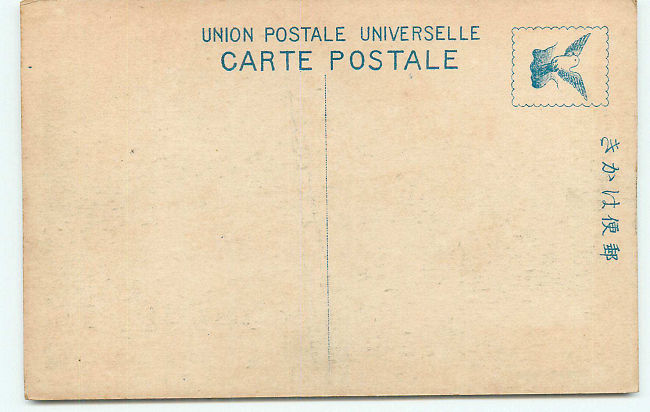 UNION POSTALE UNIVERSELLE
CARTE POSTALE
郵便はかき